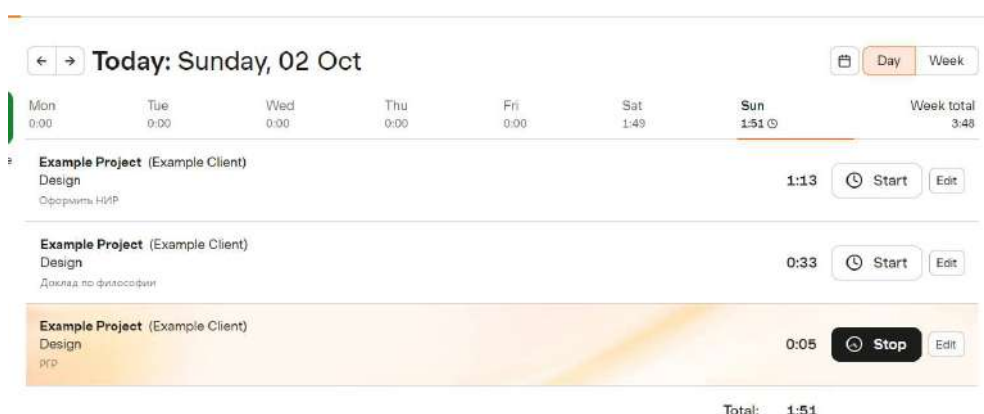 ← → Today: Sunday, 02 Oct Day Week
Mon Tue Wed Thu Fri Sat Sun Week total
0:00 0:00 0:00 0:00 0:00 1:49 1:51 3:48
Example Project (Example Client)
Design
Оформить НИР
1:13 Start Edit
Example Project (Example Client)
Design
Доклад по философии
0:33 Start Edit
Example Project (Example Client)
Design
ргр
0:05 Stop Edit
Total: 1:51